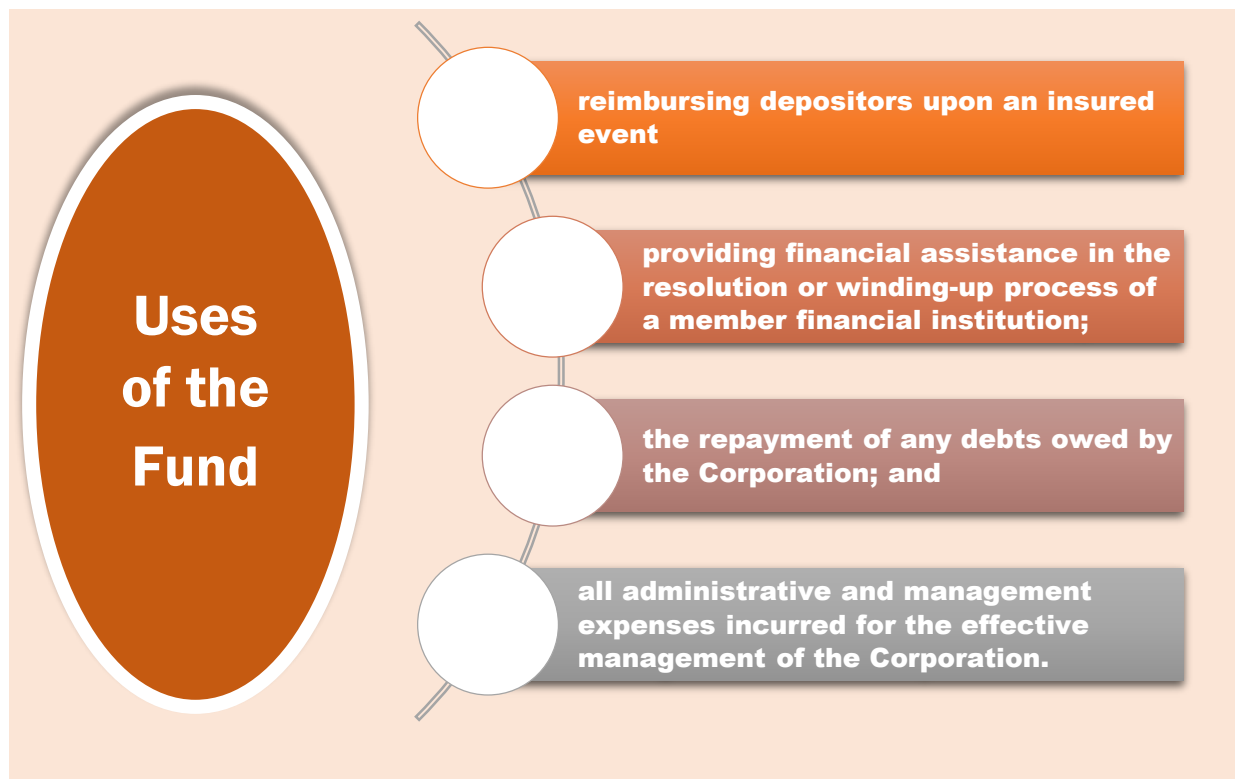 Uses
of the
Fund
reimbursing depositors upon an insured
event
providing financial assistance in the
resolution or winding-up process of
a member financial institution;
the repayment of any debts owed by
the Corporation; and
all administrative and management
expenses incurred for the effective
management of the Corporation.